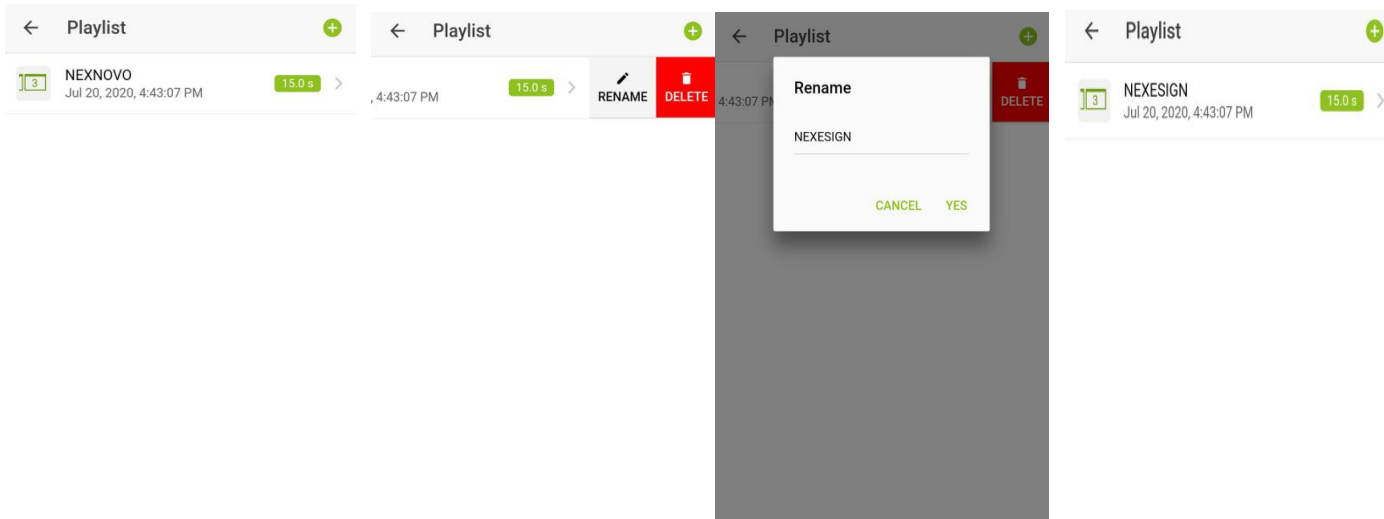 Playlist
3
NEXNOVO
Jul 20, 2020, 4:43:07 PM
15.0 s
Playlist
, 4:43:07 PM
15.0 s
RENAME
DELETE
Playlist
4:43:07 PM
DELETE
Rename
NEXESIGN
CANCEL YES
Playlist
3
NEXESIGN
Jul 20, 2020, 4:43:07 PM
15.0 s